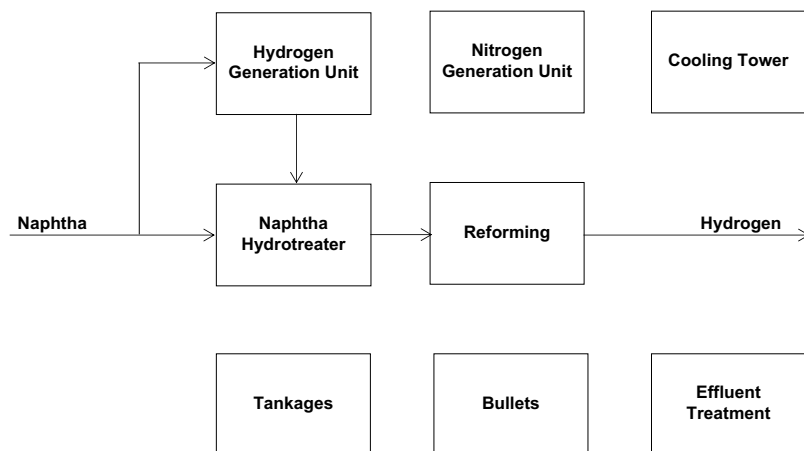 Hydrogen
Generation Unit
Nitrogen
Generation Unit
Cooling Tower
Naphtha
Naphtha
Hydrotreater
Reforming
Hydrogen
Tankages
Bullets
Effluent
Treatment